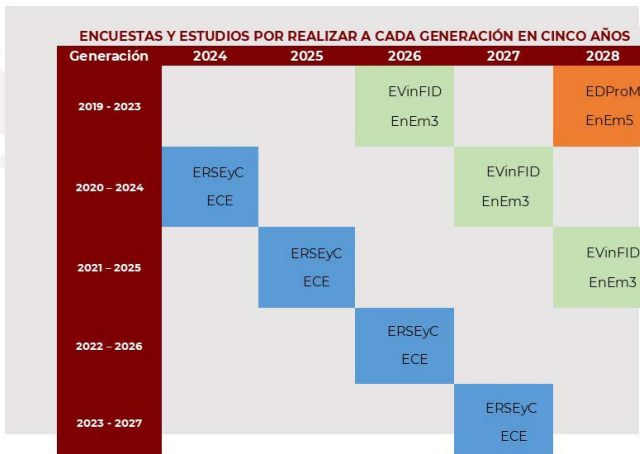 ENCUESTAS Y ESTUDIOS POR REALIZAR A CADA GENERACIÓN EN CINCO AÑOS
Generación 2024 2025 2026 2027 2028
2019 - 2023 EVinFID EDProM
EnEm3 EnEm5
2020 – 2024 ERSEyC EVinFID
ECE EnEm3
2021 – 2025 ERSEyC EVinFID
ECE EnEm3
2022 – 2026 ERSEyC
ECE
2023 - 2027 ERSEyC
ECE